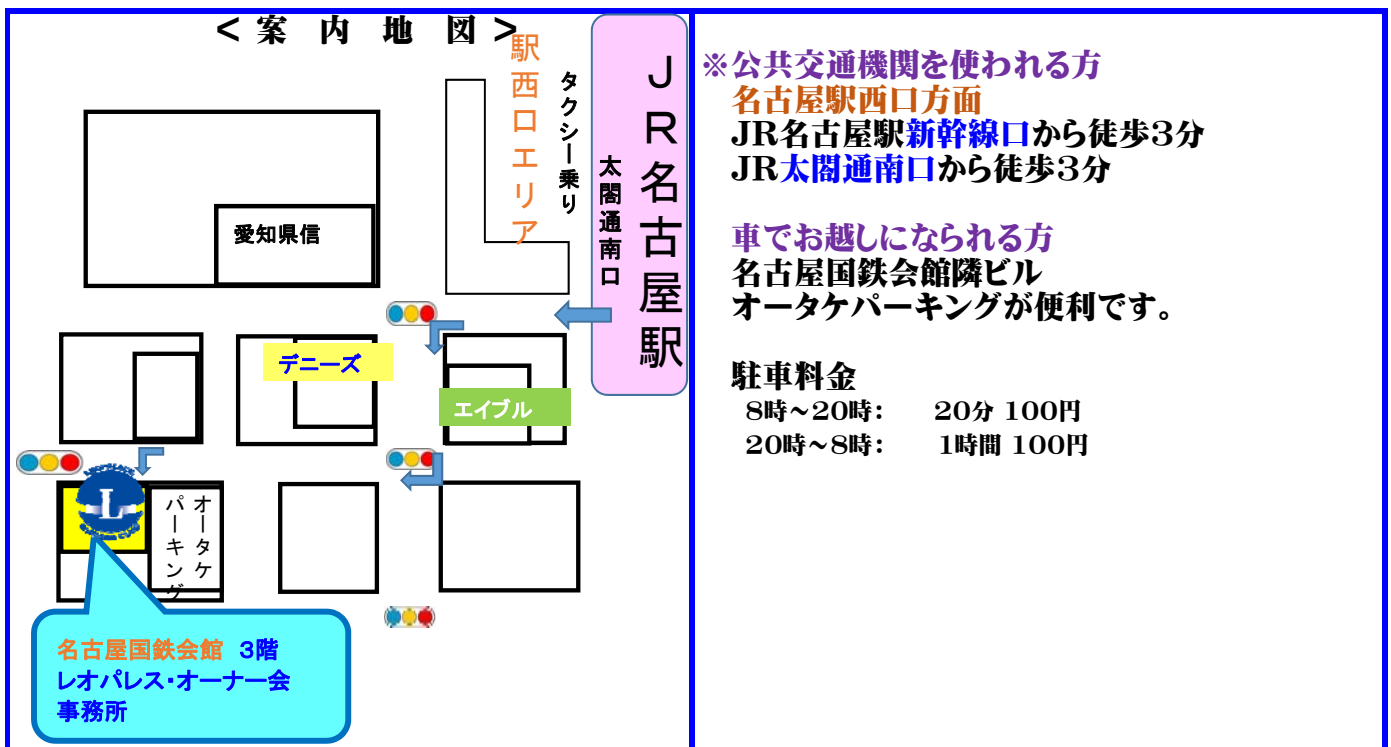 <案 内 地 図>
駅西口エリア
タクシー乗り
太閤通南口
JR名古屋駅
愛知県信
デニーズ
エイブル
L
オータケ
パーキング
名古屋国鉄会館 3階
レオパレス・オーナー会
事務所
※公共交通機関を使われる方
名古屋駅西口方面
JR名古屋駅新幹線口から徒歩3分
JR太閤通南口から徒歩3分
車でお越しになられる方
名古屋国鉄会館隣ビル
オータケパーキングが便利です。
駐車料金
8時~20時: 20分 100円
20時~8時: 1時間 100円